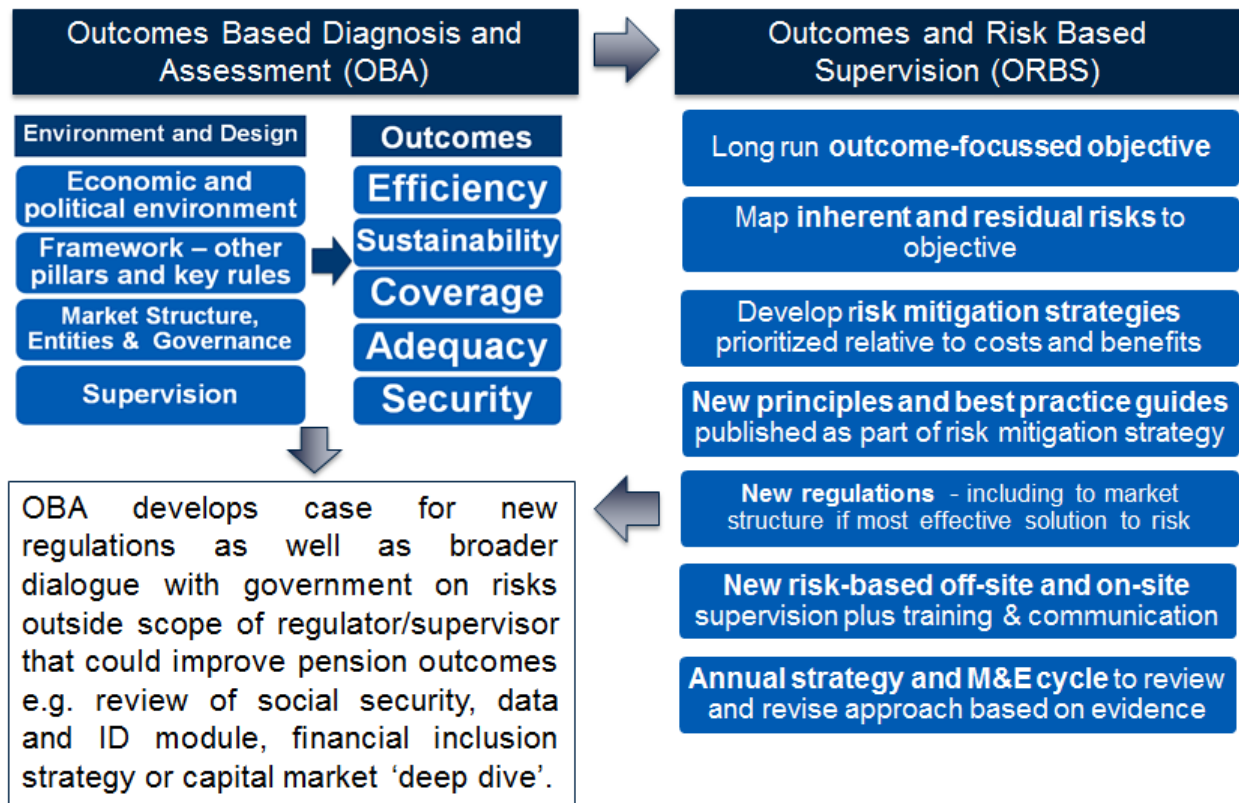 Outcomes Based Diagnosis and
Assessment (OBA)
Environment and Design
Economic and
political environment
Framework – other
pillars and key rules
Market Structure,
Entities & Governance
Supervision
Outcomes
Efficiency
Sustainability
Coverage
Adequacy
Security
OBA develops case for new
regulations as well as broader
dialogue with government on risks
outside scope of regulator/supervisor
that could improve pension outcomes
e.g. review of social security, data
and ID module, financial inclusion
strategy or capital market ‘deep dive’.
Outcomes and Risk Based
Supervision (ORBS)
Long run outcome-focussed objective
Map inherent and residual risks to
objective
Develop risk mitigation strategies
prioritized relative to costs and benefits
New principles and best practice guides
published as part of risk mitigation strategy
New regulations - including to market
structure if most effective solution to risk
New risk-based off-site and on-site
supervision plus training & communication
Annual strategy and M&E cycle to review
and revise approach based on evidence